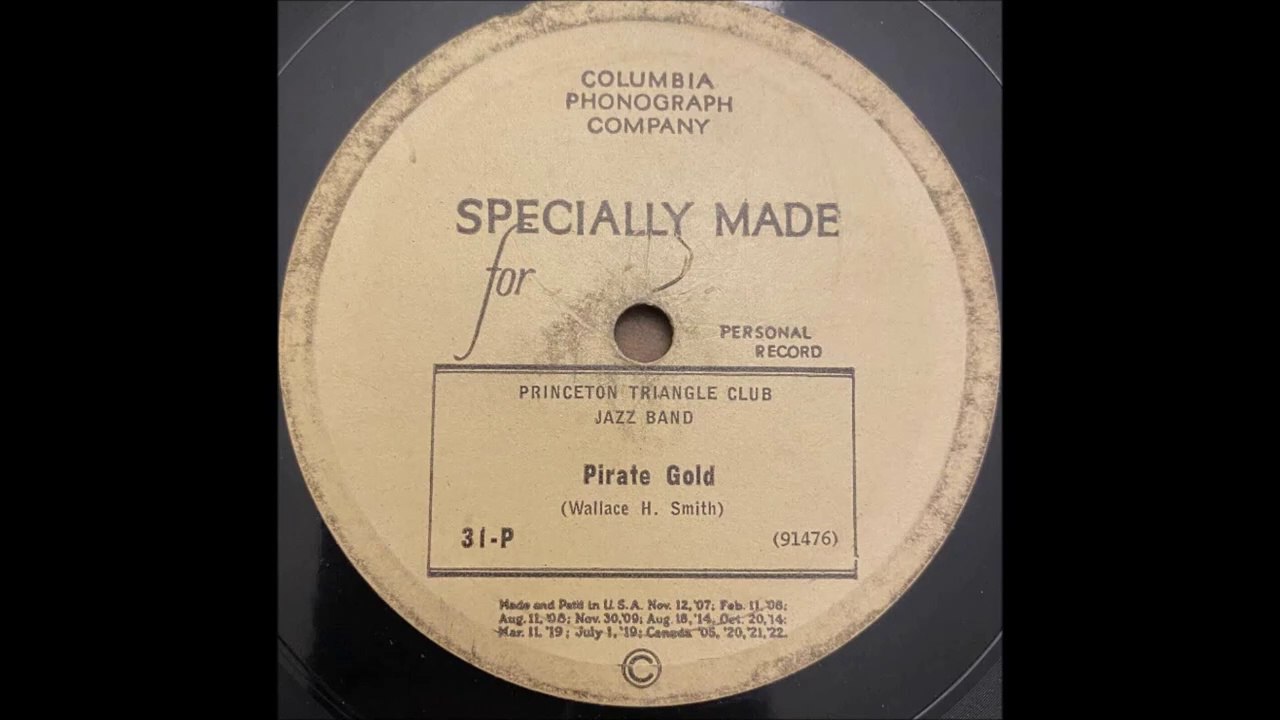 COLUMBIA
PHONOGRAPH
COMPANY
SPECIALLY MADE
for
PERSONAL
RECORD
PRINCETON TRIANGLE CLUB
JAZZ BAND
Pirate Gold
(Wallace H. Smith)
31-P (91476)
Made and Pat'd in U.S.A. Nov. 12,'07; Feb. 11,'08;
Aug. 11,'08; Nov. 30,'09; Aug. 18,'14; Oct. 20,'14;
Mar. 11,'19; July 1,'19; Canada '05,'20,'21,'22.
C